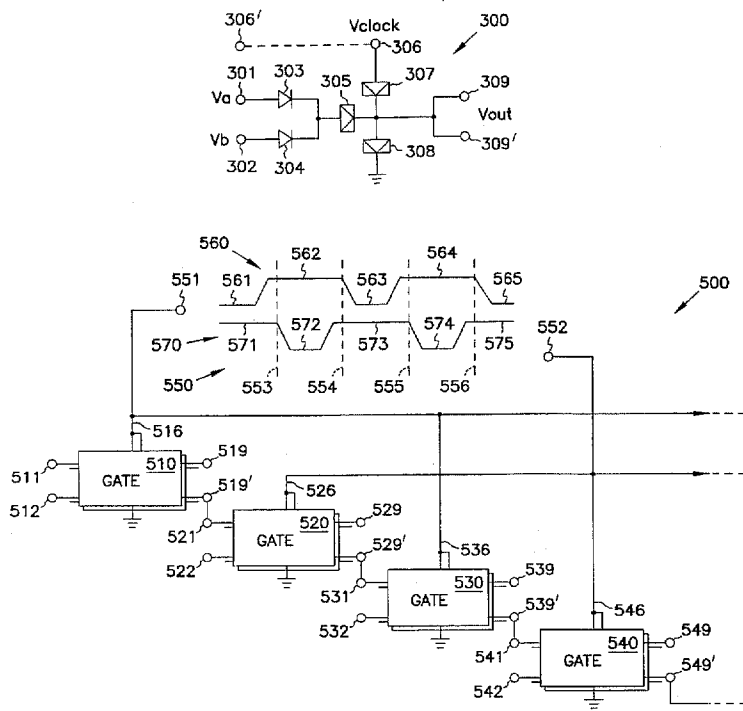 306′ Vclock 306 300
301 303 305 307 309
Va Vout
Vb
302 304 308 309′
560 562 564
551 561 563 565 500
552
570 571 572 573 574 575
550 553 554 555 556
516
511 GATE 510 519
512 519′ 526
521 GATE 520 529
522 529′ 536
531 GATE 530 539
532 539′ 546
541 GATE 540 549
542 549′